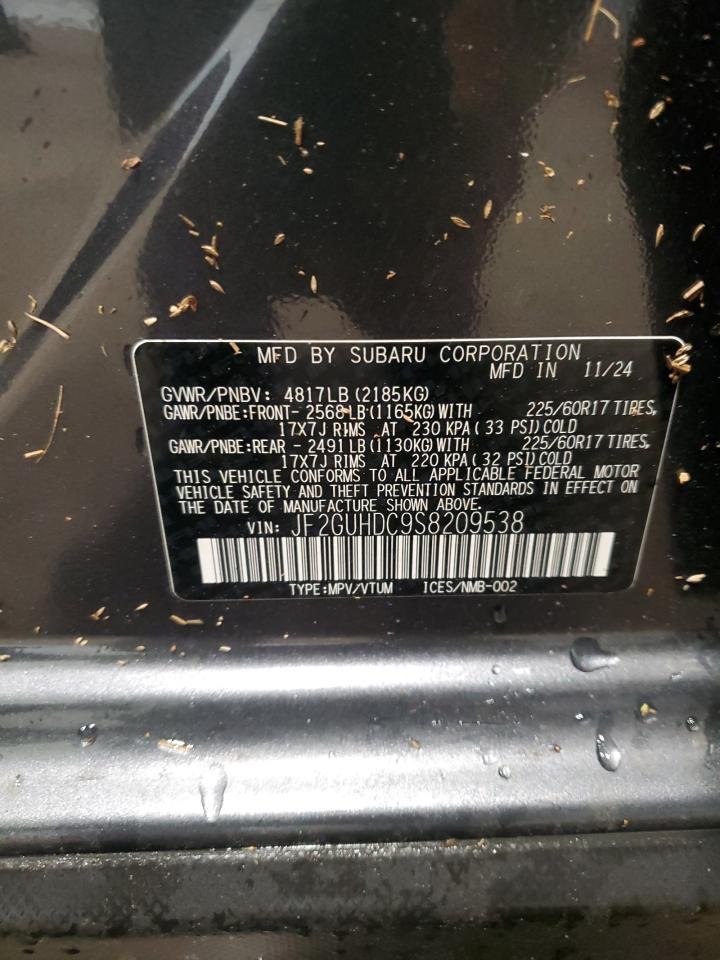 MFD BY SUBARU CORPORATION
MFD IN 11/24
GVWR/PNBV: 4817LB (2185KG)
GAWR/PNBE:FRONT- 2568 LB (1165KG) WITH 225/60R17 TIRES,
17X7J RIMS AT 230 KPA ( 33 PSI) COLD
GAWR/PNBE:REAR - 2491 LB (1130KG) WITH 225/60R17 TIRES,
17X7J RIMS AT 220 KPA ( 32 PSI) COLD
THIS VEHICLE CONFORMS TO ALL APPLICABLE FEDERAL MOTOR
VEHICLE SAFETY AND THEFT PREVENTION STANDARDS IN EFFECT ON
THE DATE OF MANUFACTURE SHOWN ABOVE.
VIN: JF2GUHDC9S8209538
TYPE:MPV/VTUM ICES/NMB-002